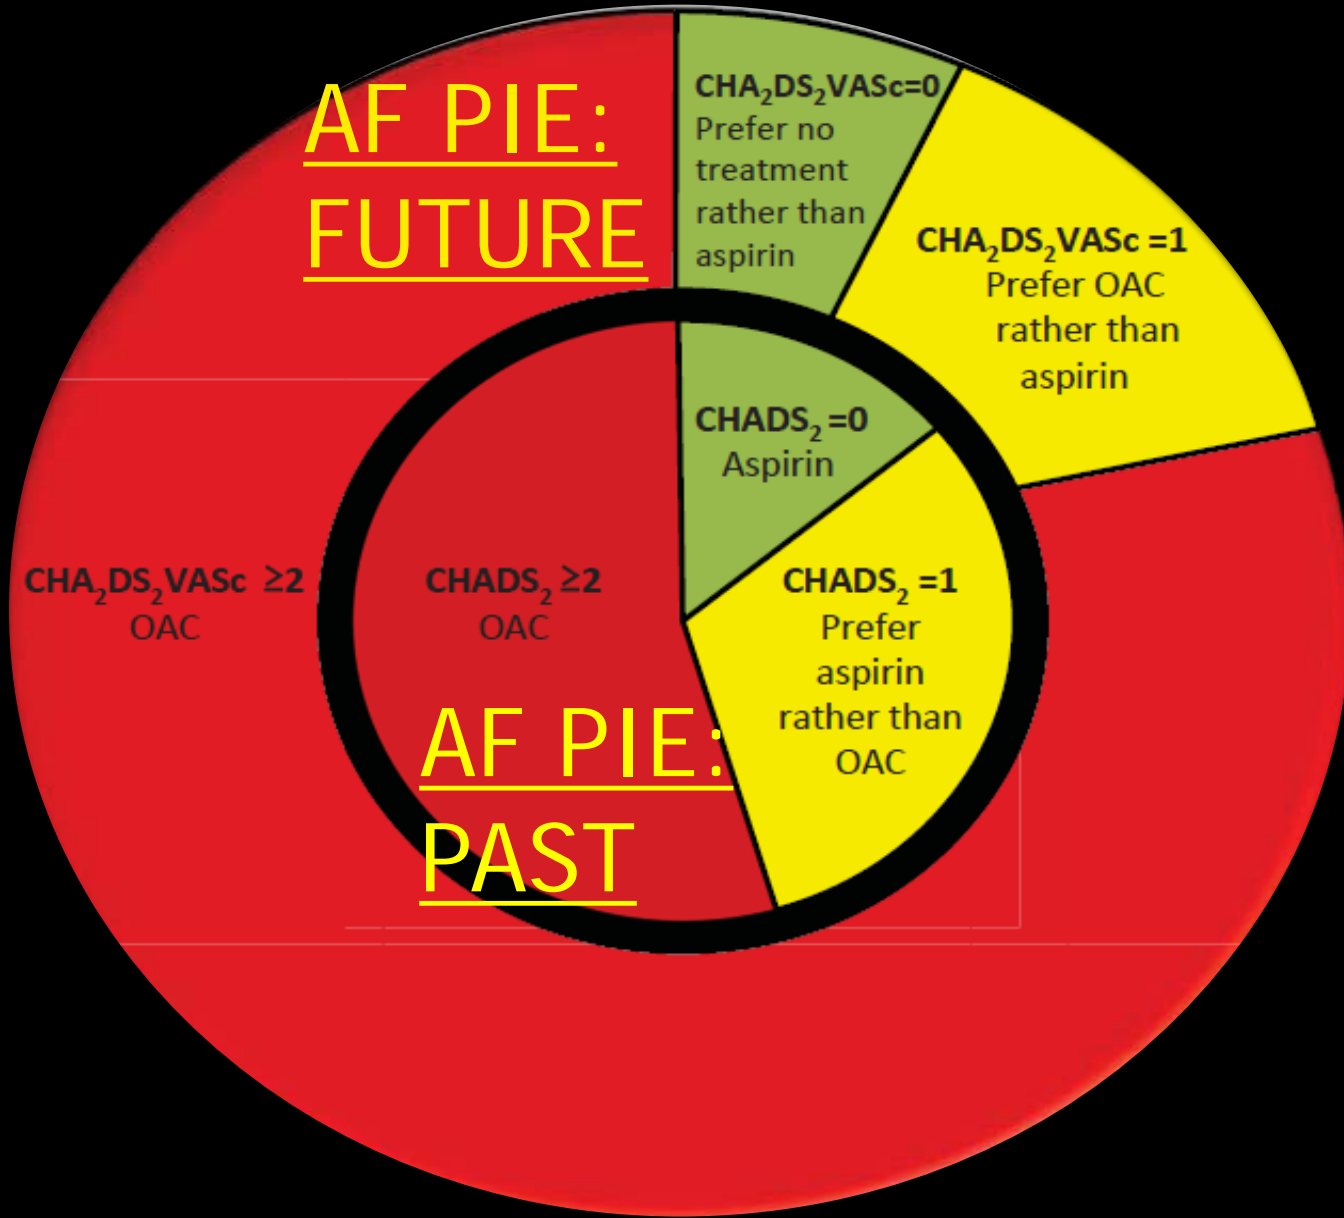 AF PIE:
FUTURE
CHA₂DS₂VASc=0
Prefer no
treatment
rather than
aspirin
CHA₂DS₂VASc =1
Prefer OAC
rather than
aspirin
CHADS₂ =0
Aspirin
CHA₂DS₂VASc ≥2
OAC
CHADS₂ ≥2
OAC
CHADS₂ =1
Prefer
aspirin
rather than
OAC
AF PIE:
PAST